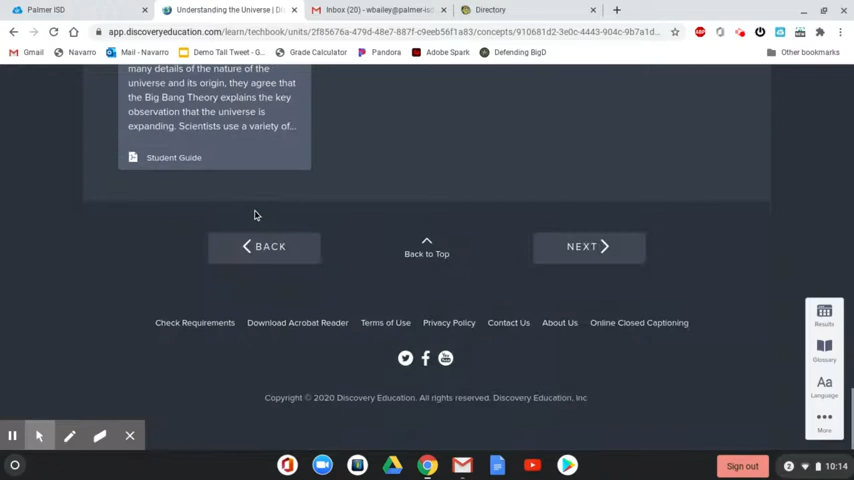 Palmer ISD
Understanding the Universe | Dis
Inbox (20) - wbailey@palmer-isd
Directory
app.discoveryeducation.com/learn/techbook/units/2f85676a-479d-48e7-887f-c9eeb56f1a83/concepts/910681d2-3e0c-4443-904c-9b7a1d...
Gmail
Navarro
Mail - Navarro
Demo Tall Tweet - G...
Grade Calculator
Pandora
Adobe Spark
Defending BigD
Other bookmarks
many details of the nature of the
universe and its origin, they agree that
the Big Bang Theory explains the key
observation that the universe is
expanding. Scientists use a variety of...
Student Guide
BACK
Back to Top
NEXT
Results
Glossary
Aa
Language
More
Check Requirements
Download Acrobat Reader
Terms of Use
Privacy Policy
Contact Us
About Us
Online Closed Captioning
Copyright © 2020 Discovery Education. All rights reserved. Discovery Education, Inc
Sign out
2
10:14